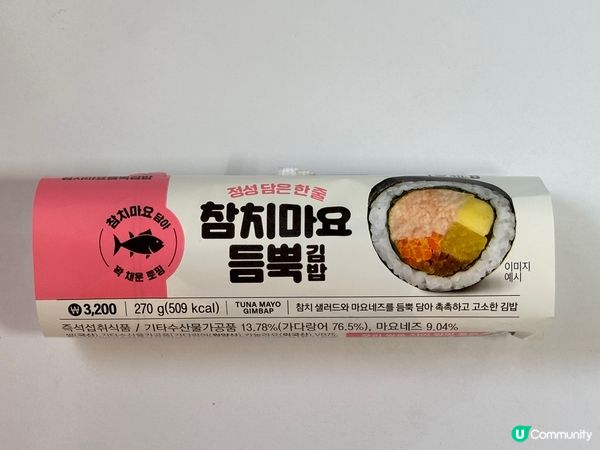 정성 담은 한 줄
참치마요
듬뿍 김밥
참치마요 담아
꽉 채운 토핑
이미지
예시
₩ 3,200 270 g (509 kcal) TUNA MAYO GIMBAP 참치 샐러드와 마요네즈를 듬뿍 담아 촉촉하고 고소한 김밥
즉석섭취식품 / 기타수산물가공품 13.78%(가다랑어 76.5%), 마요네즈 9.04%
U Community